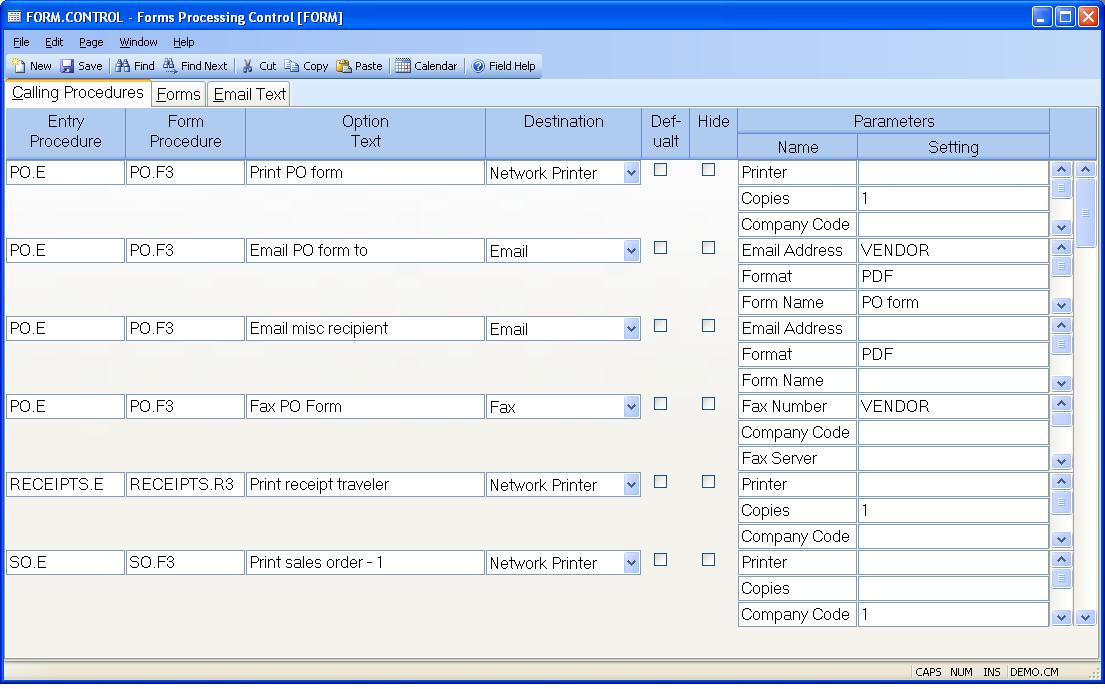 FORM.CONTROL - Forms Processing Control [FORM]
File Edit Page Window Help
New Save Find Find Next Cut Copy Paste Calendar Field Help
Calling Procedures Forms Email Text
Entry Procedure Form Procedure Option Text Destination Def-ualt Hide Parameters
Name Setting
PO.E PO.F3 Print PO form Network Printer Printer
Copies 1
Company Code
PO.E PO.F3 Email PO form to Email Email Address VENDOR
Format PDF
Form Name PO form
PO.E PO.F3 Email misc recipient Email Email Address
Format PDF
Form Name
PO.E PO.F3 Fax PO Form Fax Fax Number VENDOR
Company Code
Fax Server
RECEIPTS.E RECEIPTS.R3 Print receipt traveler Network Printer Printer
Copies 1
Company Code
SO.E SO.F3 Print sales order - 1 Network Printer Printer
Copies
Company Code 1
CAPS NUM INS DEMO.CM